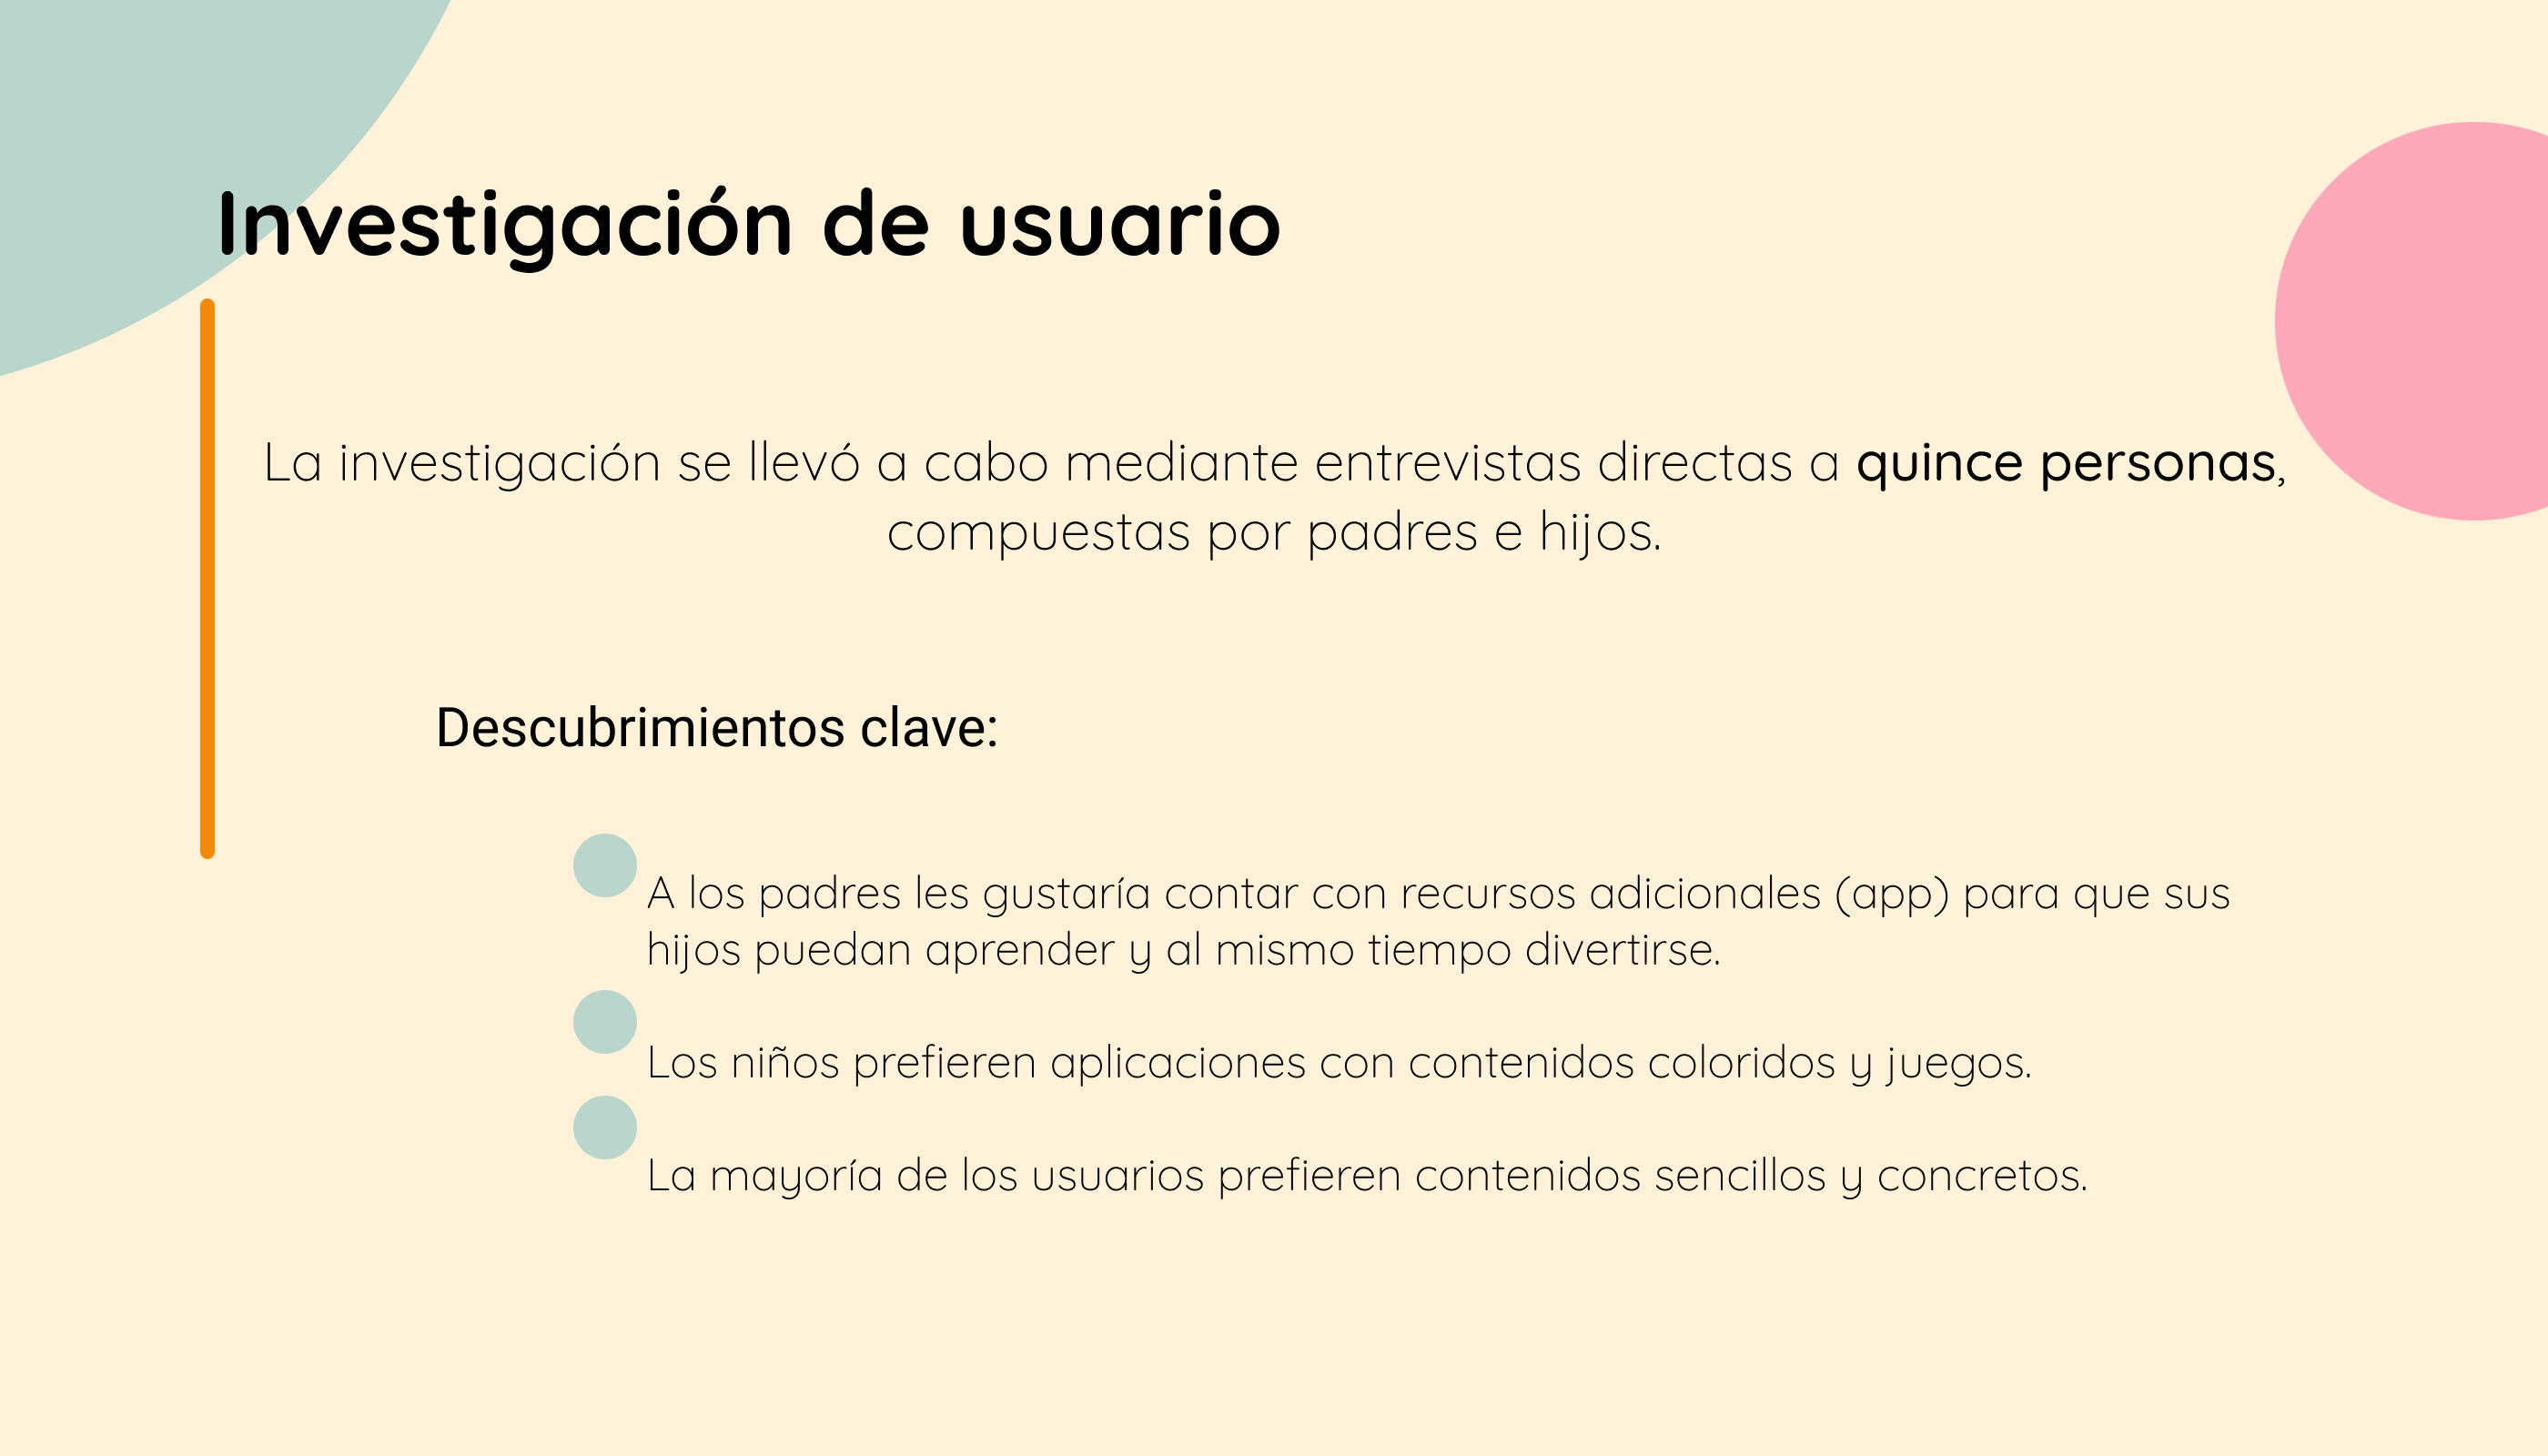 Investigación de usuario
La investigación se llevó a cabo mediante entrevistas directas a quince personas,
compuestas por padres e hijos.
Descubrimientos clave:
A los padres les gustaría contar con recursos adicionales (app) para que sus
hijos puedan aprender y al mismo tiempo divertirse.
Los niños prefieren aplicaciones con contenidos coloridos y juegos.
La mayoría de los usuarios prefieren contenidos sencillos y concretos.